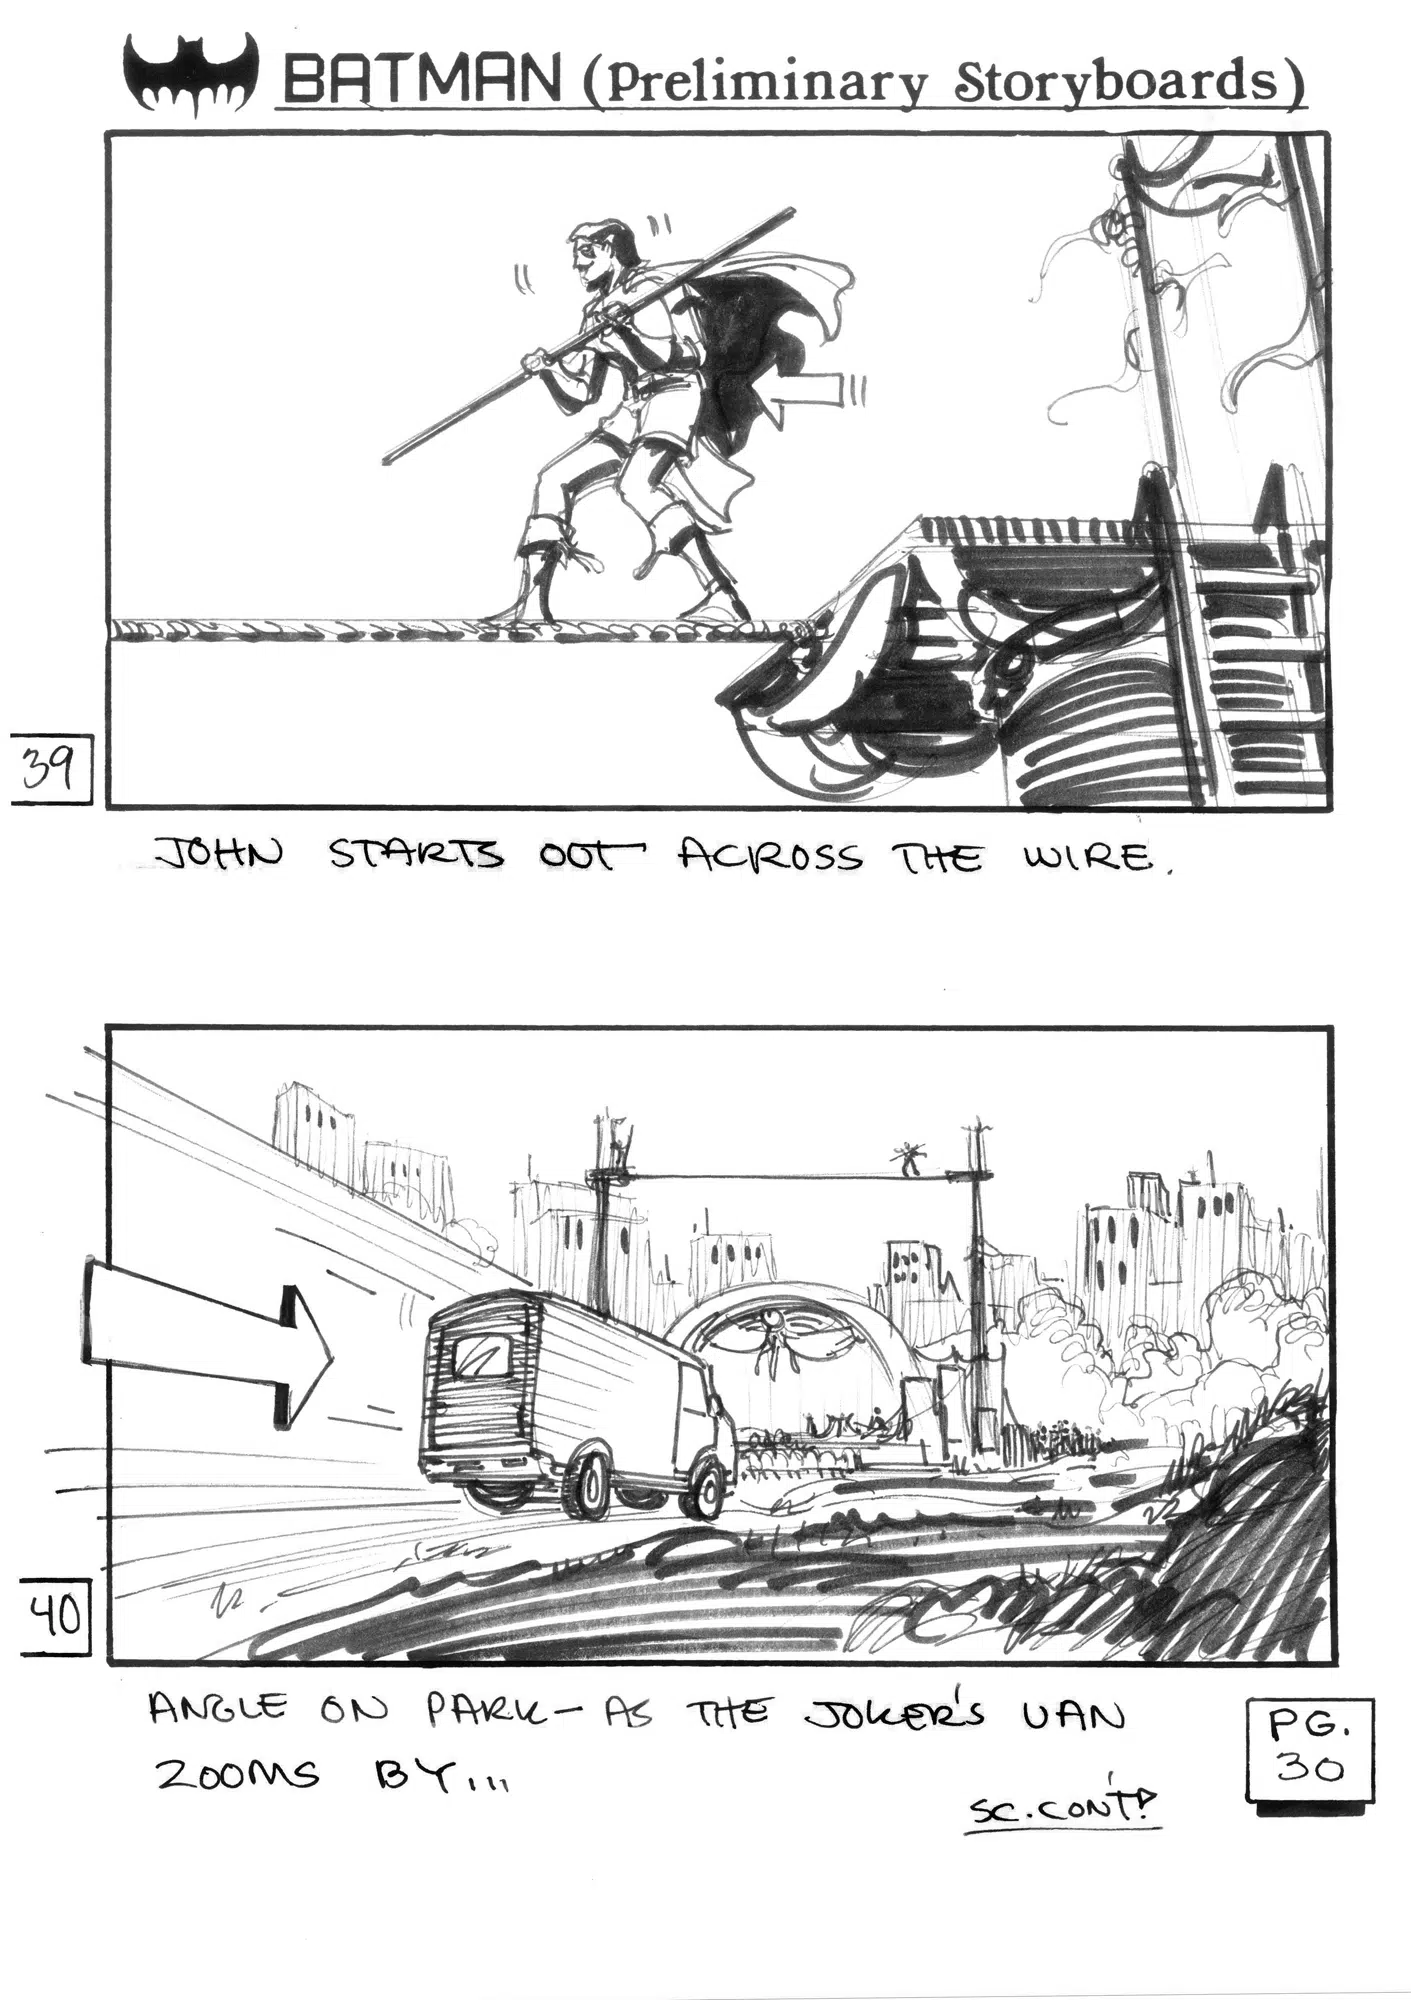 BATMAN (Preliminary Storyboards)
39
JOHN STARTS OUT ACROSS THE WIRE.
40
ANGLE ON PARK - AS THE JOKER'S VAN
ZOOMS BY...
PG.
30
SC. CON'T!